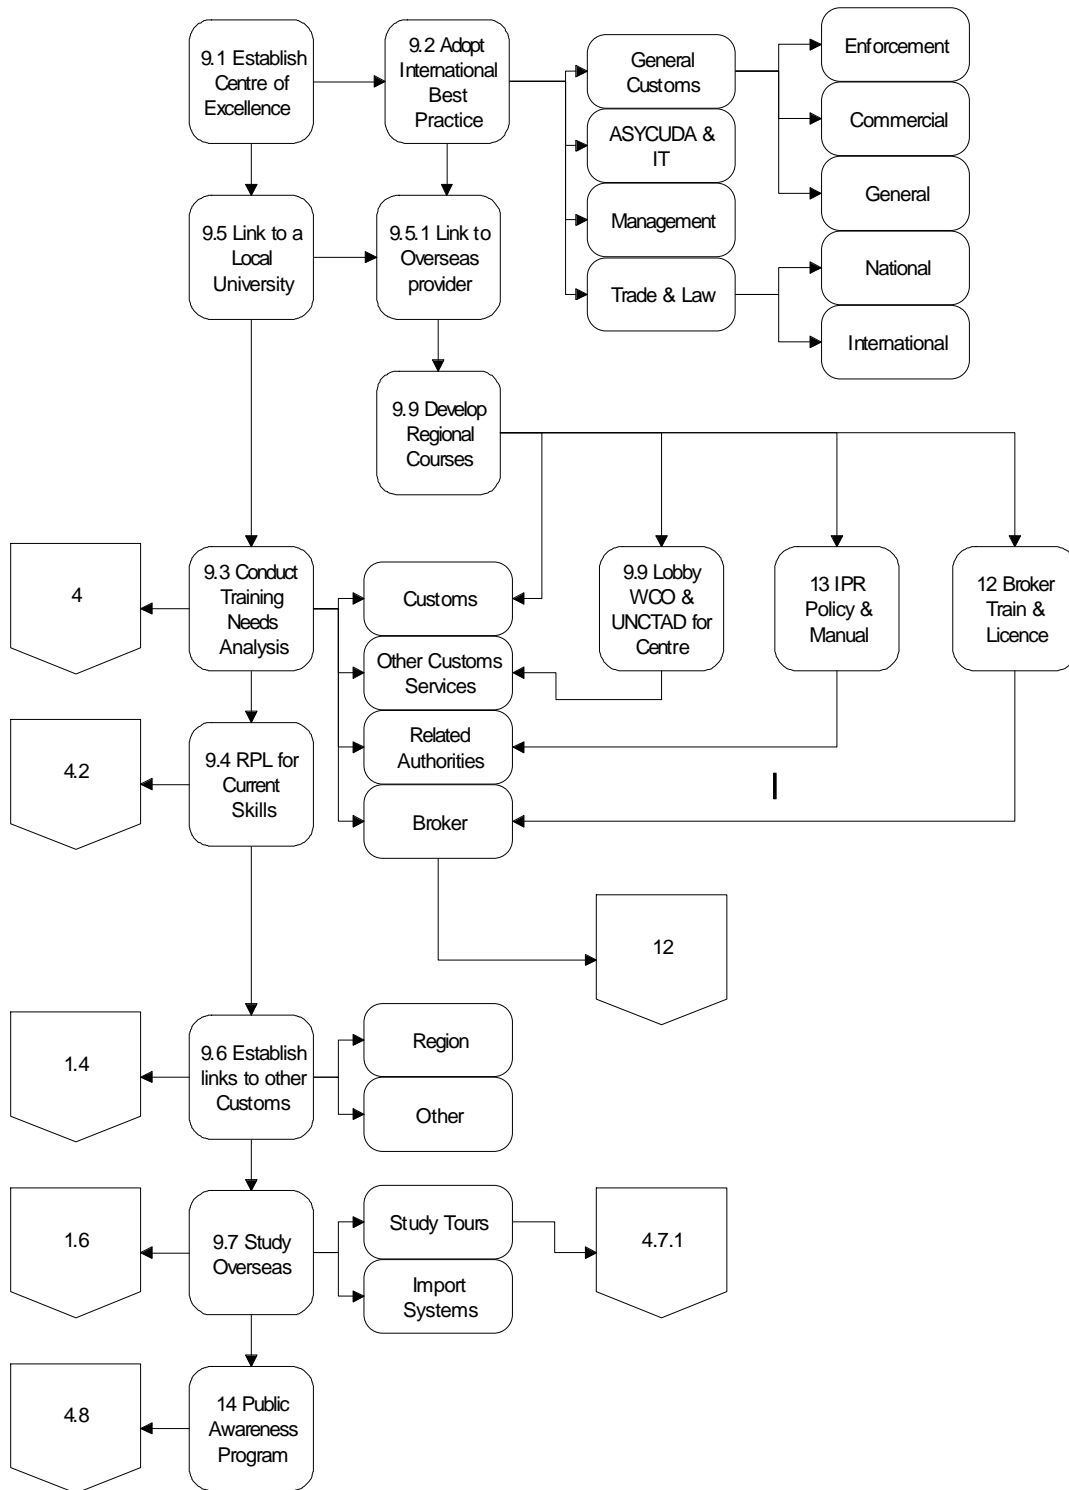 9.1 Establish
Centre of
Excellence
9.2 Adopt
International
Best
Practice
General
Customs
Enforcement
Commercial
ASYCUDA &
IT
General
Management
9.5 Link to a
Local
University
9.5.1 Link to
Overseas
provider
National
Trade & Law
International
9.9 Develop
Regional
Courses
4
9.3 Conduct
Training
Needs
Analysis
Customs
9.9 Lobby
WCO &
UNCTAD for
Centre
13 IPR
Policy &
Manual
12 Broker
Train &
Licence
Other Customs
Services
Related
Authorities
4.2
9.4 RPL for
Current
Skills
Broker
12
1.4
9.6 Establish
links to other
Customs
Region
Other
1.6
9.7 Study
Overseas
Study Tours
4.7.1
Import
Systems
4.8
14 Public
Awareness
Program